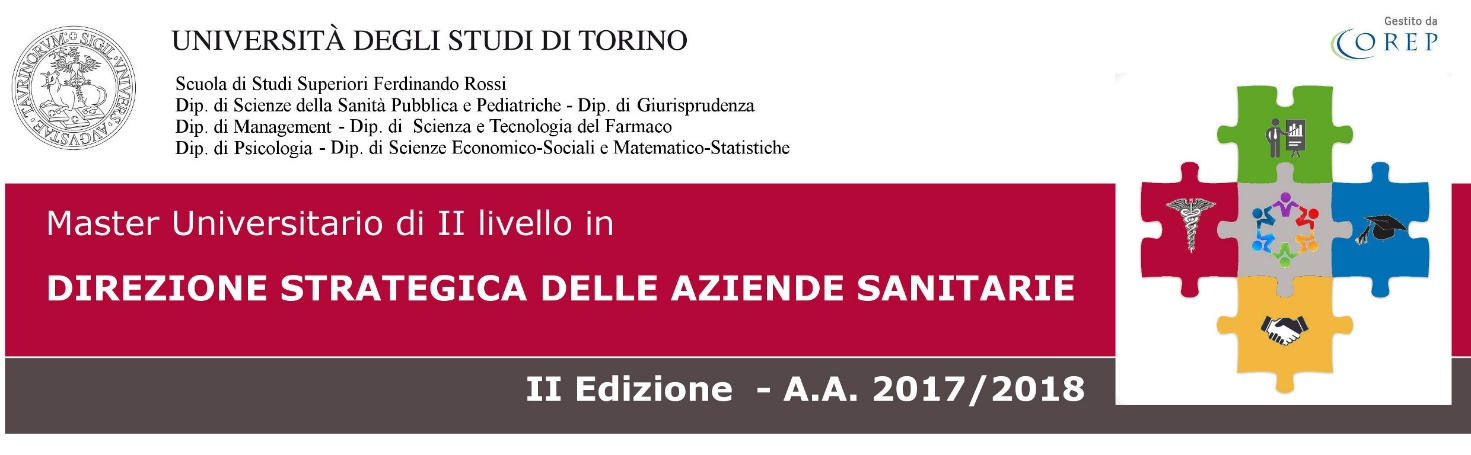 UNIVERSITÀ DEGLI STUDI DI TORINO
Scuola di Studi Superiori Ferdinando Rossi
Dip. di Scienze della Sanità Pubblica e Pediatriche - Dip. di Giurisprudenza
Dip. di Management - Dip. di Scienza e Tecnologia del Farmaco
Dip. di Psicologia - Dip. di Scienze Economico-Sociali e Matematico-Statistiche
Gestito da
COREP
Master Universitario di II livello in
DIREZIONE STRATEGICA DELLE AZIENDE SANITARIE
II Edizione - A.A. 2017/2018